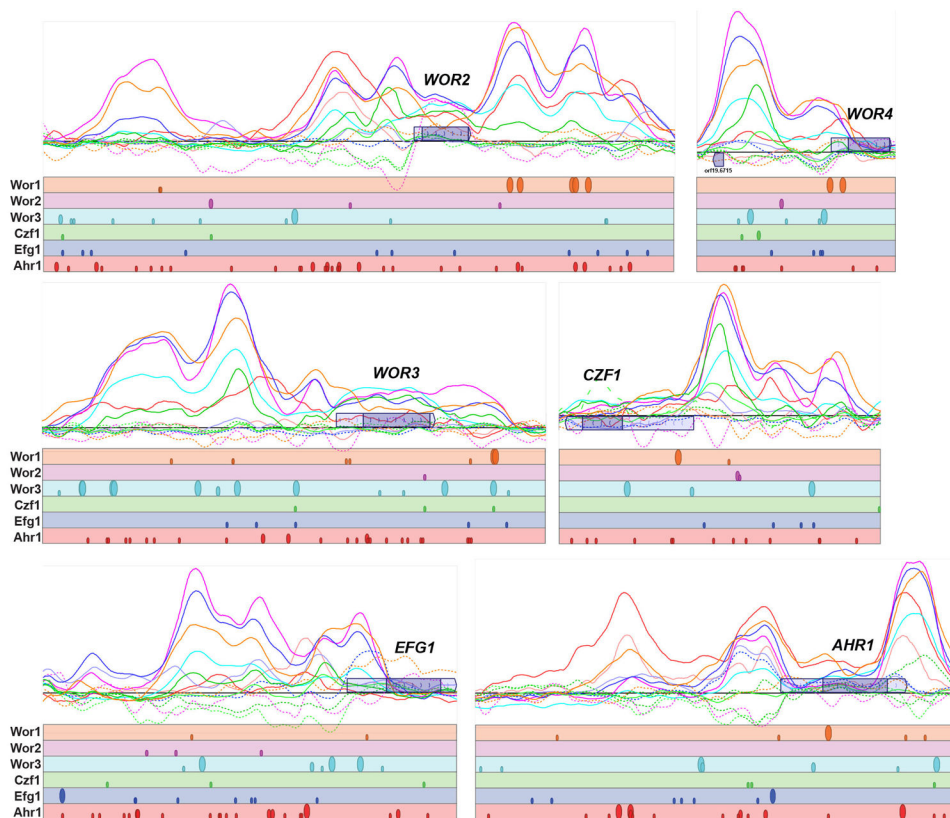 WOR2
WOR4
orf19.6715
Wor1
Wor2
Wor3
Czf1
Efg1
Ahr1
WOR3
CZF1
Wor1
Wor2
Wor3
Czf1
Efg1
Ahr1
EFG1
AHR1
Wor1
Wor2
Wor3
Czf1
Efg1
Ahr1